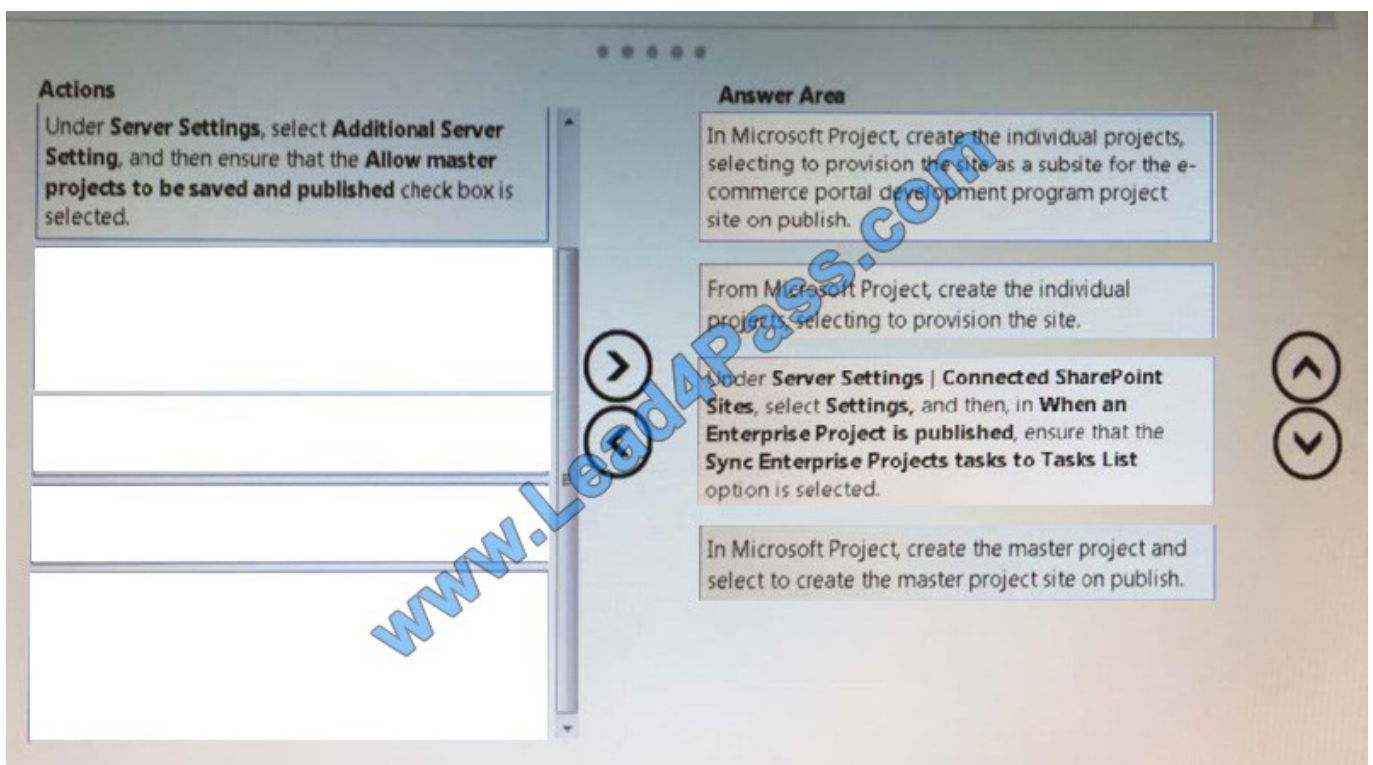 Actions
Under Server Settings, select Additional Server
Setting, and then ensure that the Allow master
projects to be saved and published check box is
selected.
Answer Area
In Microsoft Project, create the individual projects,
selecting to provision the site as a subsite for the e-
commerce portal development program project
site on publish.
From Microsoft Project, create the individual
projects, selecting to provision the site.
Under Server Settings | Connected SharePoint
Sites, select Settings, and then, in When an
Enterprise Project is published, ensure that the
Sync Enterprise Projects tasks to Tasks List
option is selected.
In Microsoft Project, create the master project and
select to create the master project site on publish.
www.Lead4Pass.com